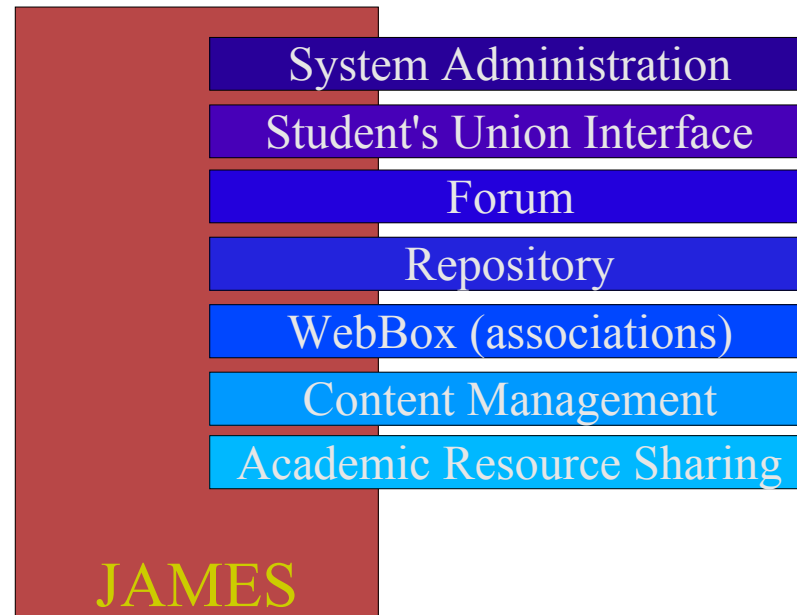 System Administration
Student's Union Interface
Forum
Repository
WebBox (associations)
Content Management
Academic Resource Sharing
JAMES